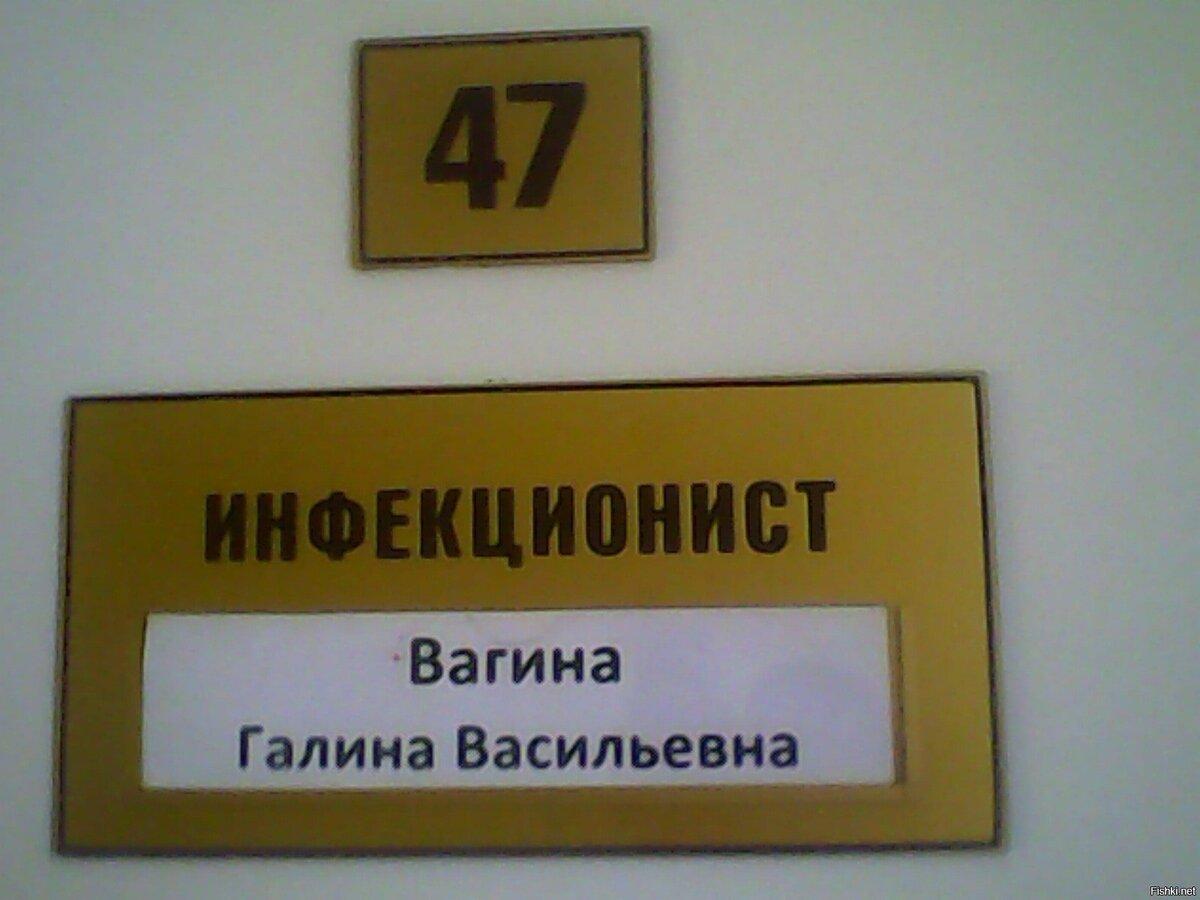 47
ИНФЕКЦИОНИСТ
Вагина
Галина Васильевна
Fishki.net